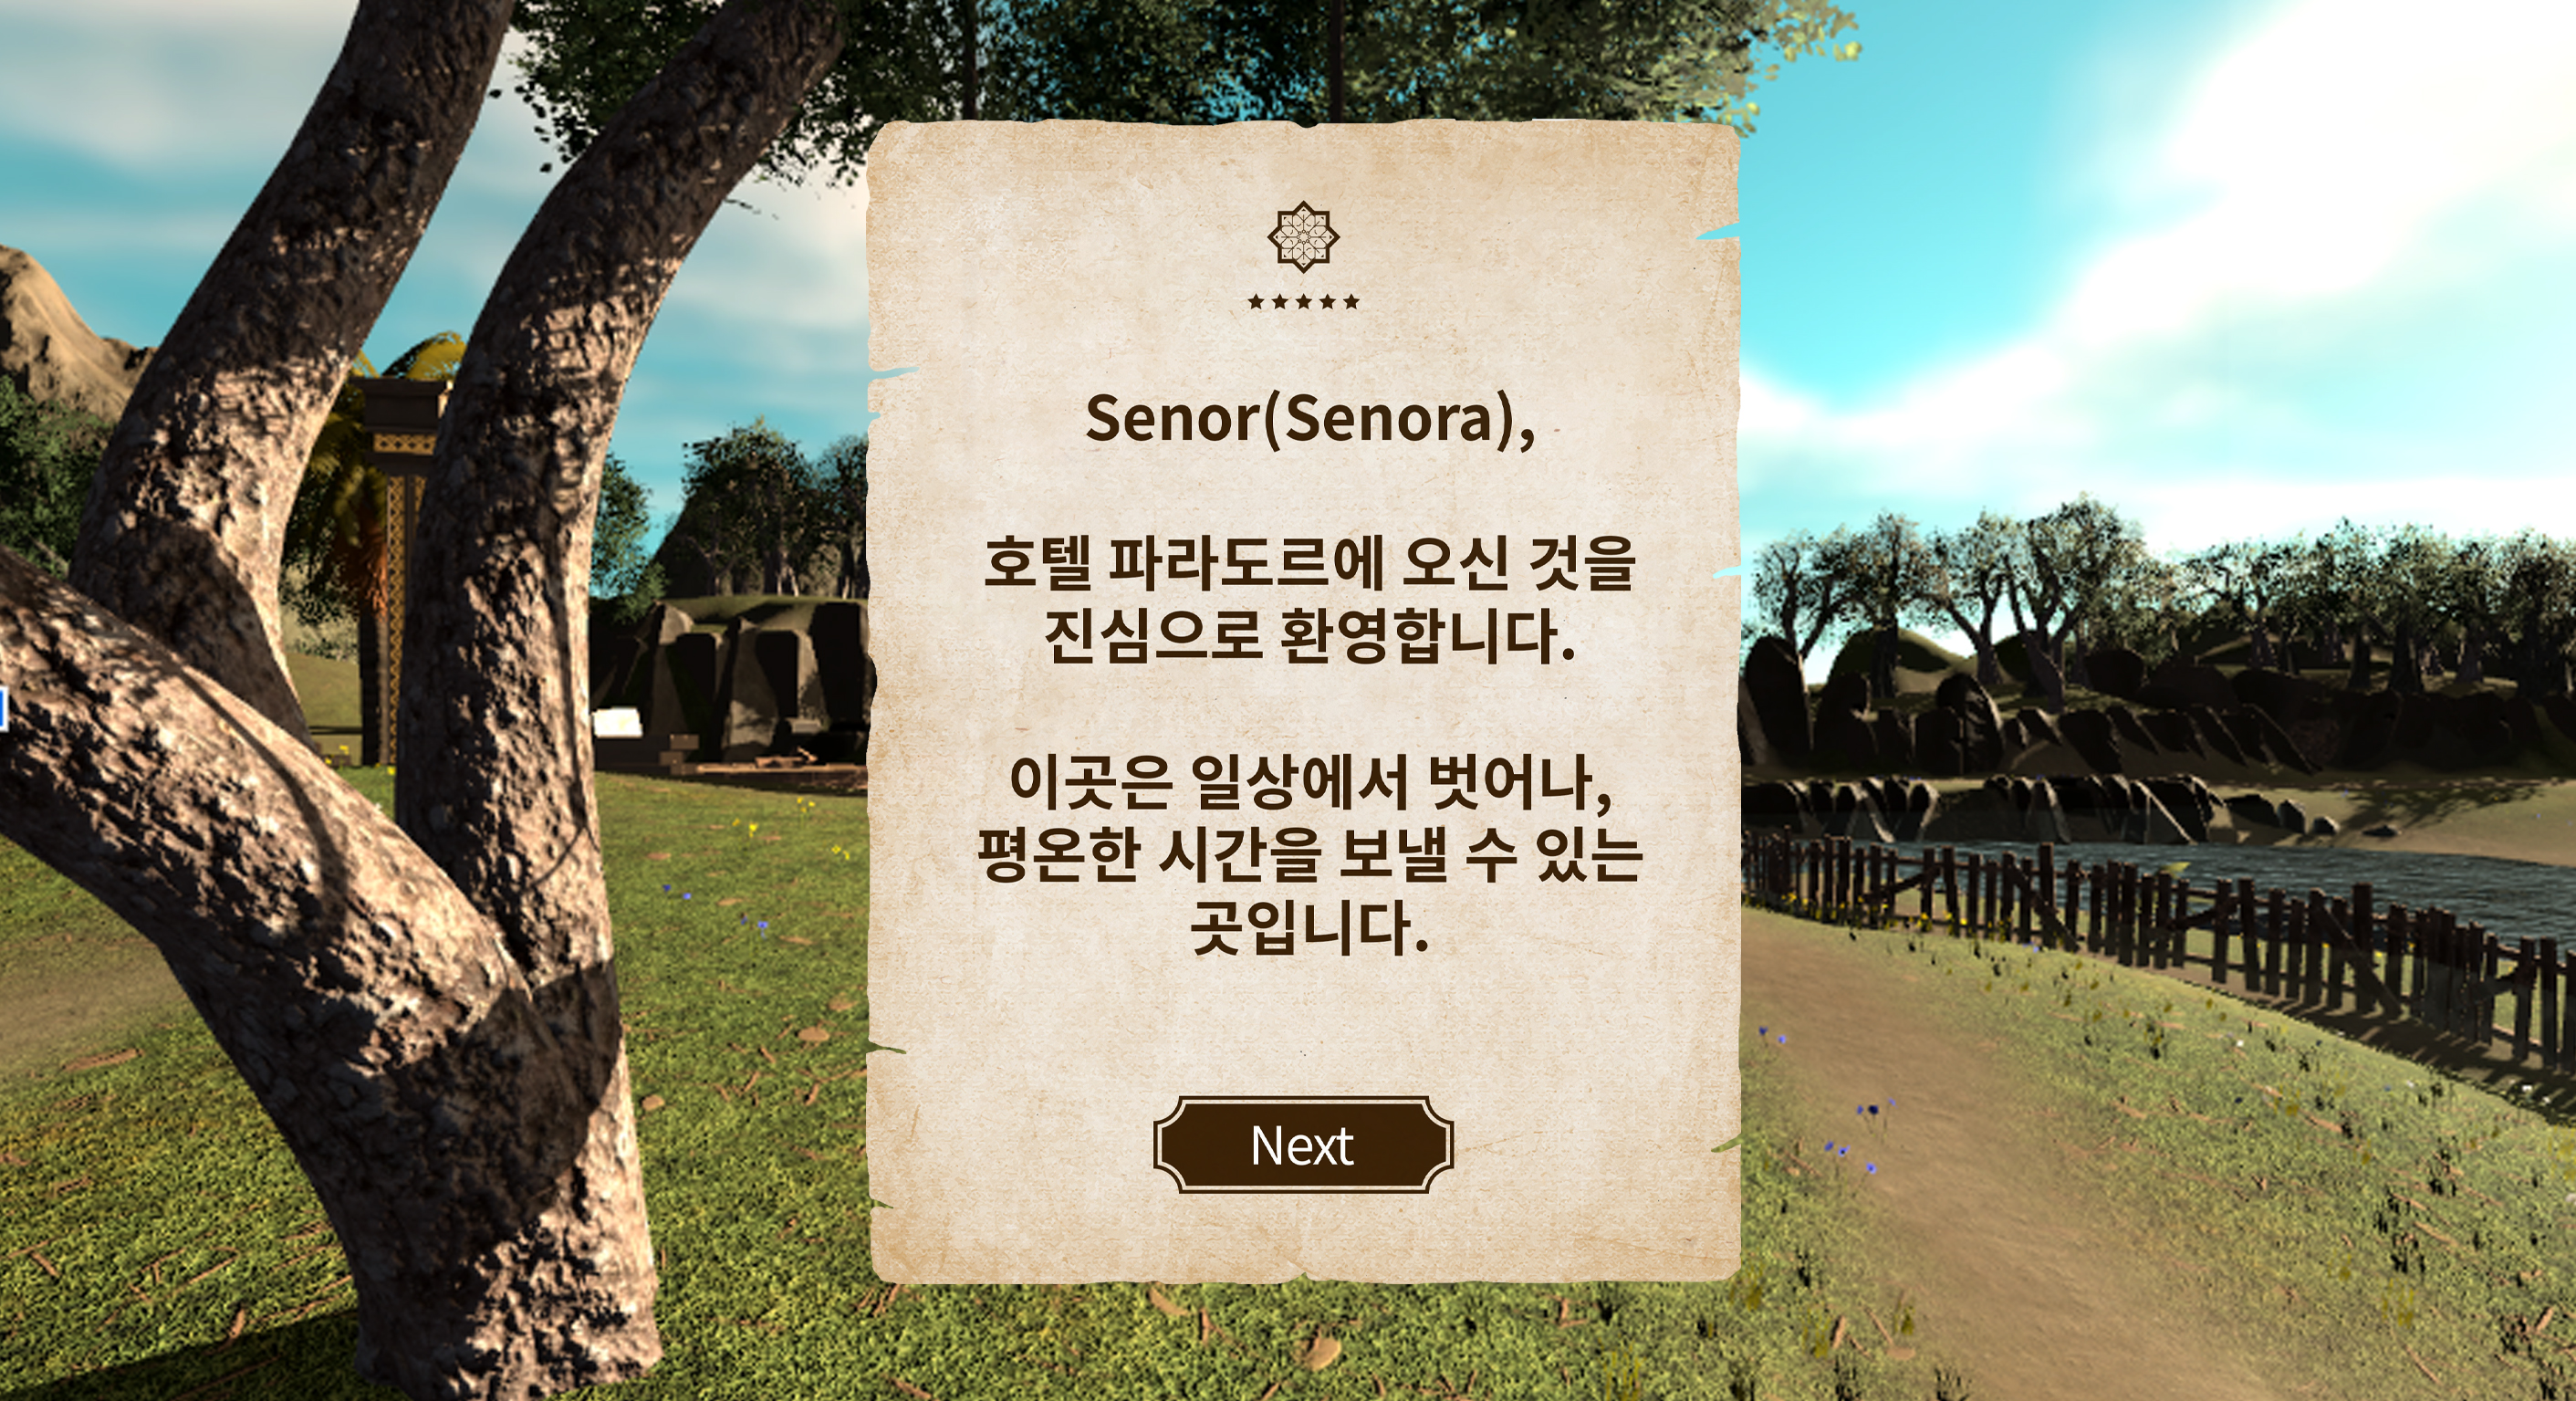 Senor(Senora),
호텔 파라도르에 오신 것을
진심으로 환영합니다.
이곳은 일상에서 벗어나,
평온한 시간을 보낼 수 있는
곳입니다.
Next